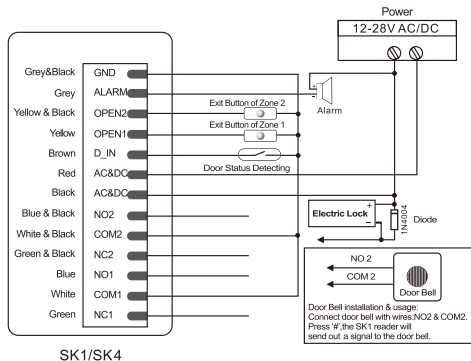 Power
12-28V AC/DC
Grey&Black GND
Grey ALARM
Alarm
Exit Button of Zone 2
Yellow & Black OPEN2
Exit Button of Zone 1
Yellow OPEN1
Brown D_IN
Door Status Detecting
Red AC&DC
Black AC&DC
Electric Lock + -
1N4004
Diode
Blue & Black NO2
White & Black COM2
Green & Black NC2
Blue NO1
White COM1
Green NC1
NO 2
COM 2
Door Bell
Door Bell installation & usage:
Connect door bell with wires:NO2 & COM2.
Press '#',the SK1 reader will
send out a signal to the door bell.
SK1/SK4